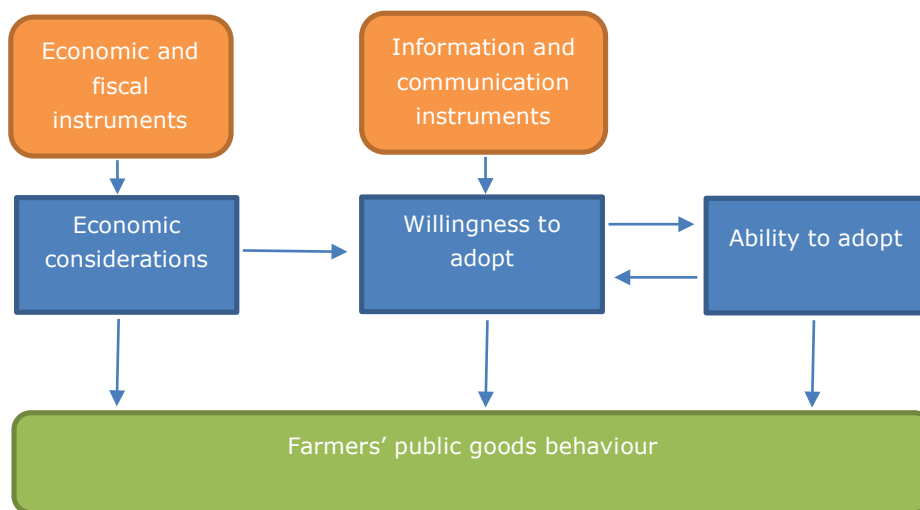 Economic and
fiscal
instruments
Information and
communication
instruments
Economic
considerations
Willingness to
adopt
Ability to adopt
Farmers’ public goods behaviour